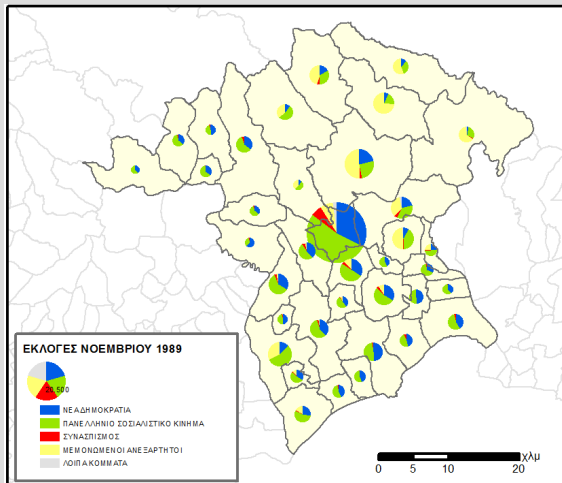 ΕΚΛΟΓΕΣ ΝΟΕΜΒΡΙΟΥ 1989
20,500
ΝΕΑ ΔΗΜΟΚΡΑΤΙΑ
ΠΑΝΕΛΛΗΝΙΟ ΣΟΣΙΑΛΙΣΤΙΚΟ ΚΙΝΗΜΑ
ΣΥΝΑΣΠΙΣΜΟΣ
ΜΕΜΟΝΩΜΕΝΟΙ ΑΝΕΞΑΡΤΗΤΟΙ
ΛΟΙΠΑ ΚΟΜΜΑΤΑ
χλμ
0 5 10 20